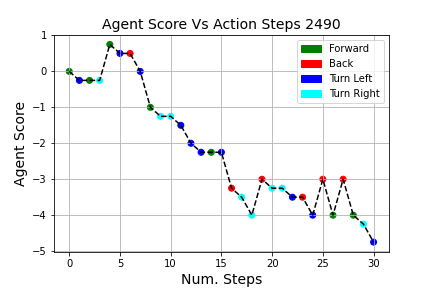 Agent Score Vs Action Steps 2490
Agent Score
1
0
−1
−2
−3
−4
−5
Forward
Back
Turn Left
Turn Right
0 5 10 15 20 25 30
Num. Steps